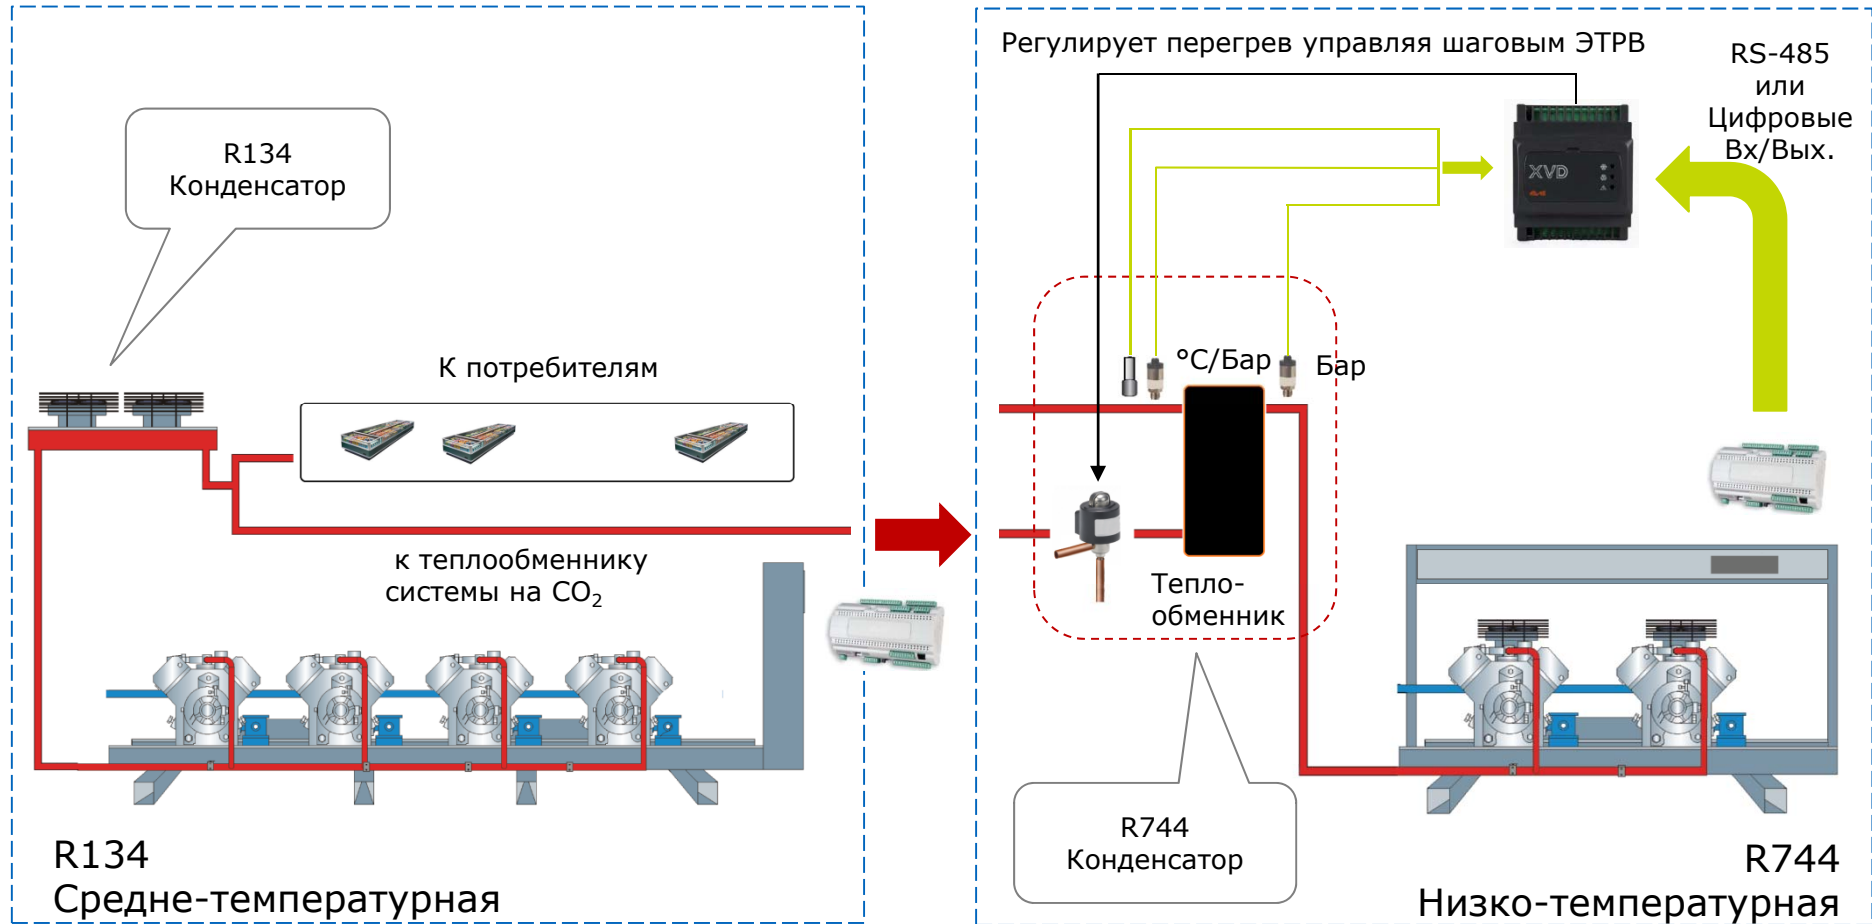 R134
Конденсатор
К потребителям
к теплообменнику
системы на CO₂
R134
Средне-температурная
Регулирует перегрев управляя шаговым ЭТРВ
RS-485
или
Цифровые
Вх/Вых.
XVD
°C/Бар
Бар
Тепло-
обменник
R744
Конденсатор
R744
Низко-температурная